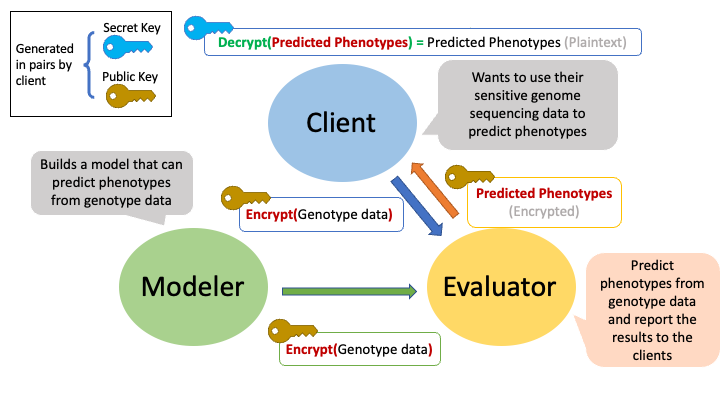 Generated
in pairs by
client
Secret Key
Public Key
Decrypt(Predicted Phenotypes) = Predicted Phenotypes (Plaintext)
Client
Wants to use their
sensitive genome
sequencing data to
predict phenotypes
Builds a model that can
predict phenotypes
from genotype data
Encrypt(Genotype data)
Predicted Phenotypes
(Encrypted)
Modeler
Evaluator
Predict
phenotypes from
genotype data
and report the
results to the
clients
Encrypt(Genotype data)